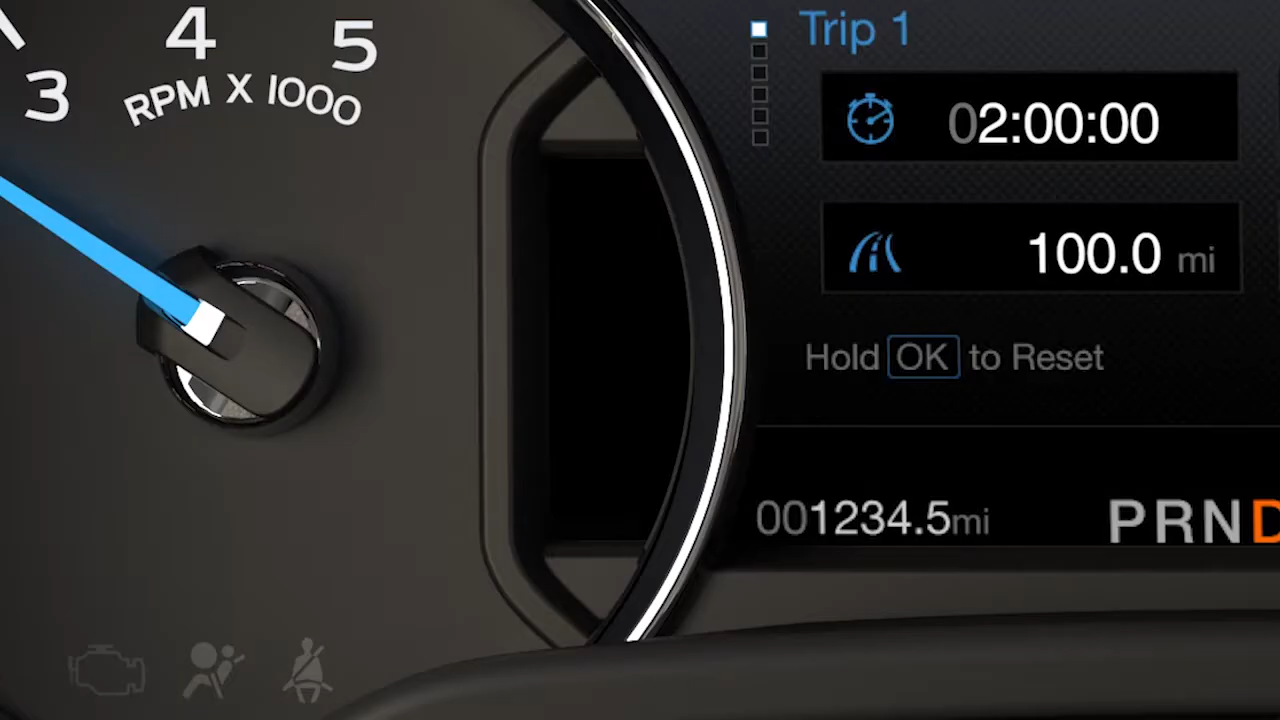 3 4 5
RPM X 1000
Trip 1
02:00:00
100.0 mi
Hold OK to Reset
001234.5mi
PRND